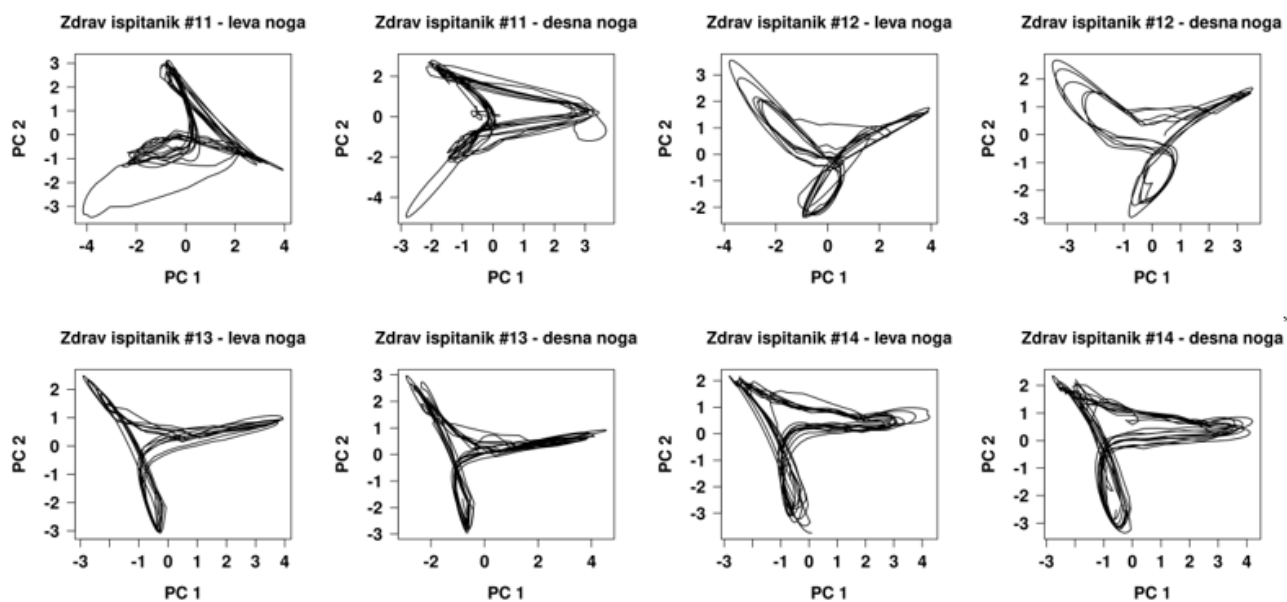 Zdrav ispitanik #11 - leva noga
Zdrav ispitanik #11 - desna noga
Zdrav ispitanik #12 - leva noga
Zdrav ispitanik #12 - desna noga
PC 2
3
2
1
0
-1
-2
-3
-4 -2 0 2 4
PC 1
PC 2
2
0
-2
-4
-3 -2 -1 0 1 2 3
PC 1
PC 2
3
2
1
0
-1
-2
-4 -2 0 2 4
PC 1
PC 2
3
2
1
0
-1
-2
-3
-3 -2 -1 0 1 2 3
PC 1
Zdrav ispitanik #13 - leva noga
Zdrav ispitanik #13 - desna noga
Zdrav ispitanik #14 - leva noga
Zdrav ispitanik #14 - desna noga
PC 2
2
1
0
-1
-2
-3
-3 -1 0 1 2 3 4
PC 1
PC 2
3
2
1
0
-1
-2
-3
-2 0 2 4
PC 1
PC 2
2
1
0
-1
-2
-3
-3 -1 0 1 2 3 4
PC 1
PC 2
2
1
0
-1
-2
-3
-3 -1 0 1 2 3 4
PC 1